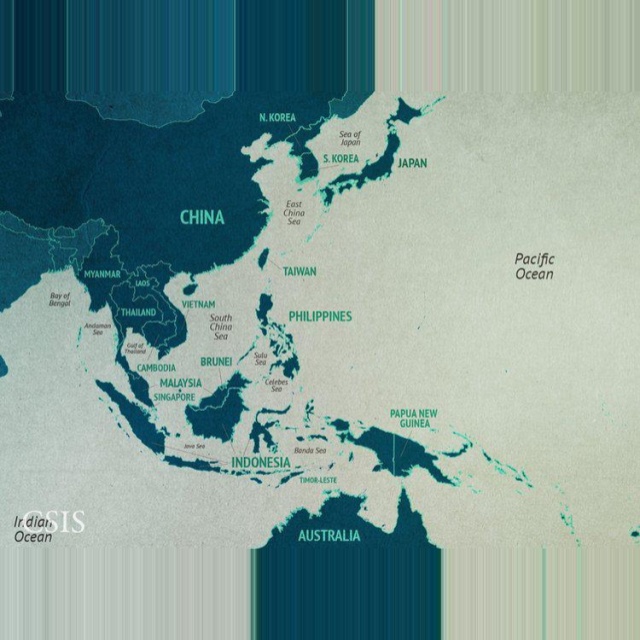 N. KOREA
Sea of
Japan
S. KOREA
JAPAN
East
China
Sea
CHINA
Pacific
Ocean
TAIWAN
MYANMAR
LAOS
Bay of
Bengal
VIETNAM
THAILAND
South
China
Sea
PHILIPPINES
Andaman
Sea
Gulf of
Thailand
Sulu
Sea
BRUNEI
CAMBODIA
MALAYSIA
Celebes
Sea
SINGAPORE
PAPUA NEW
GUINEA
Java Sea
Banda Sea
INDONESIA
TIMOR-LESTE
Indian
Ocean
CSIS
AUSTRALIA